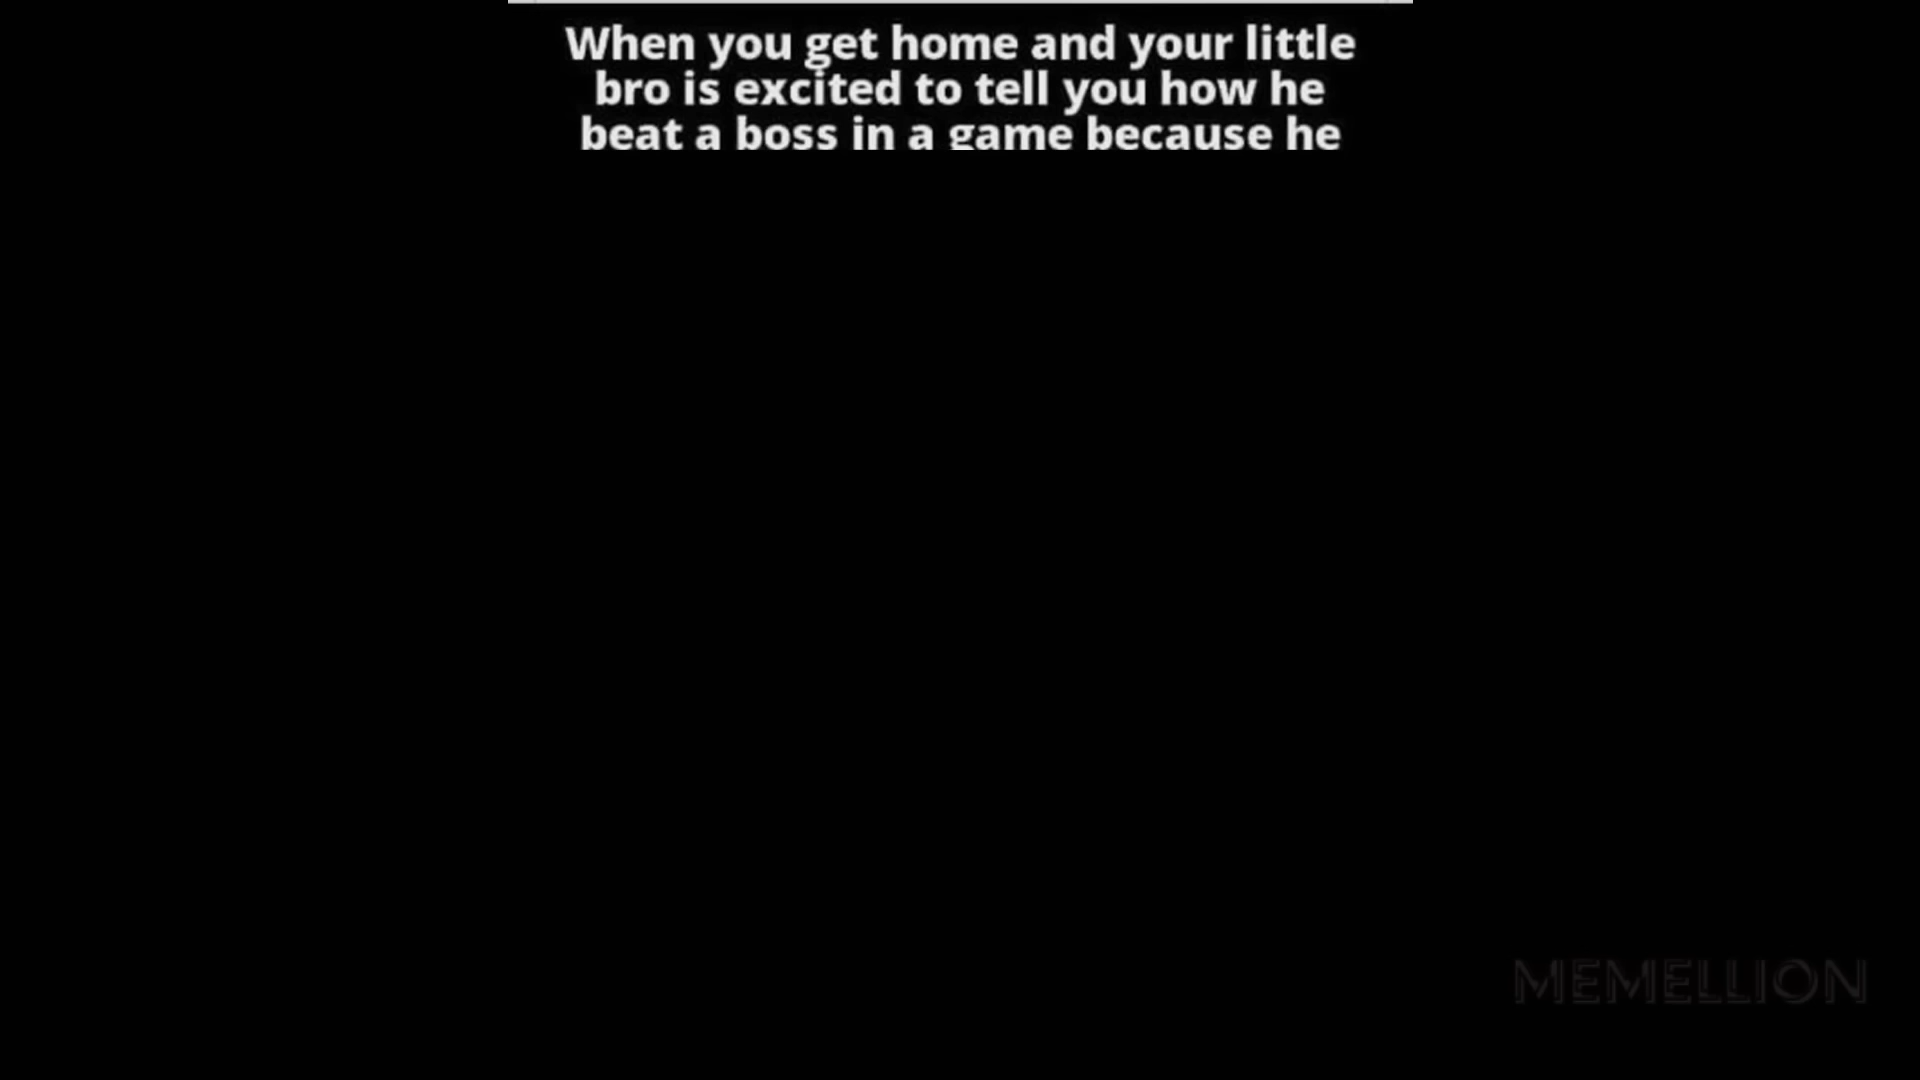 When you get home and your little
bro is excited to tell you how he
beat a boss in a game because he
MEMELLION